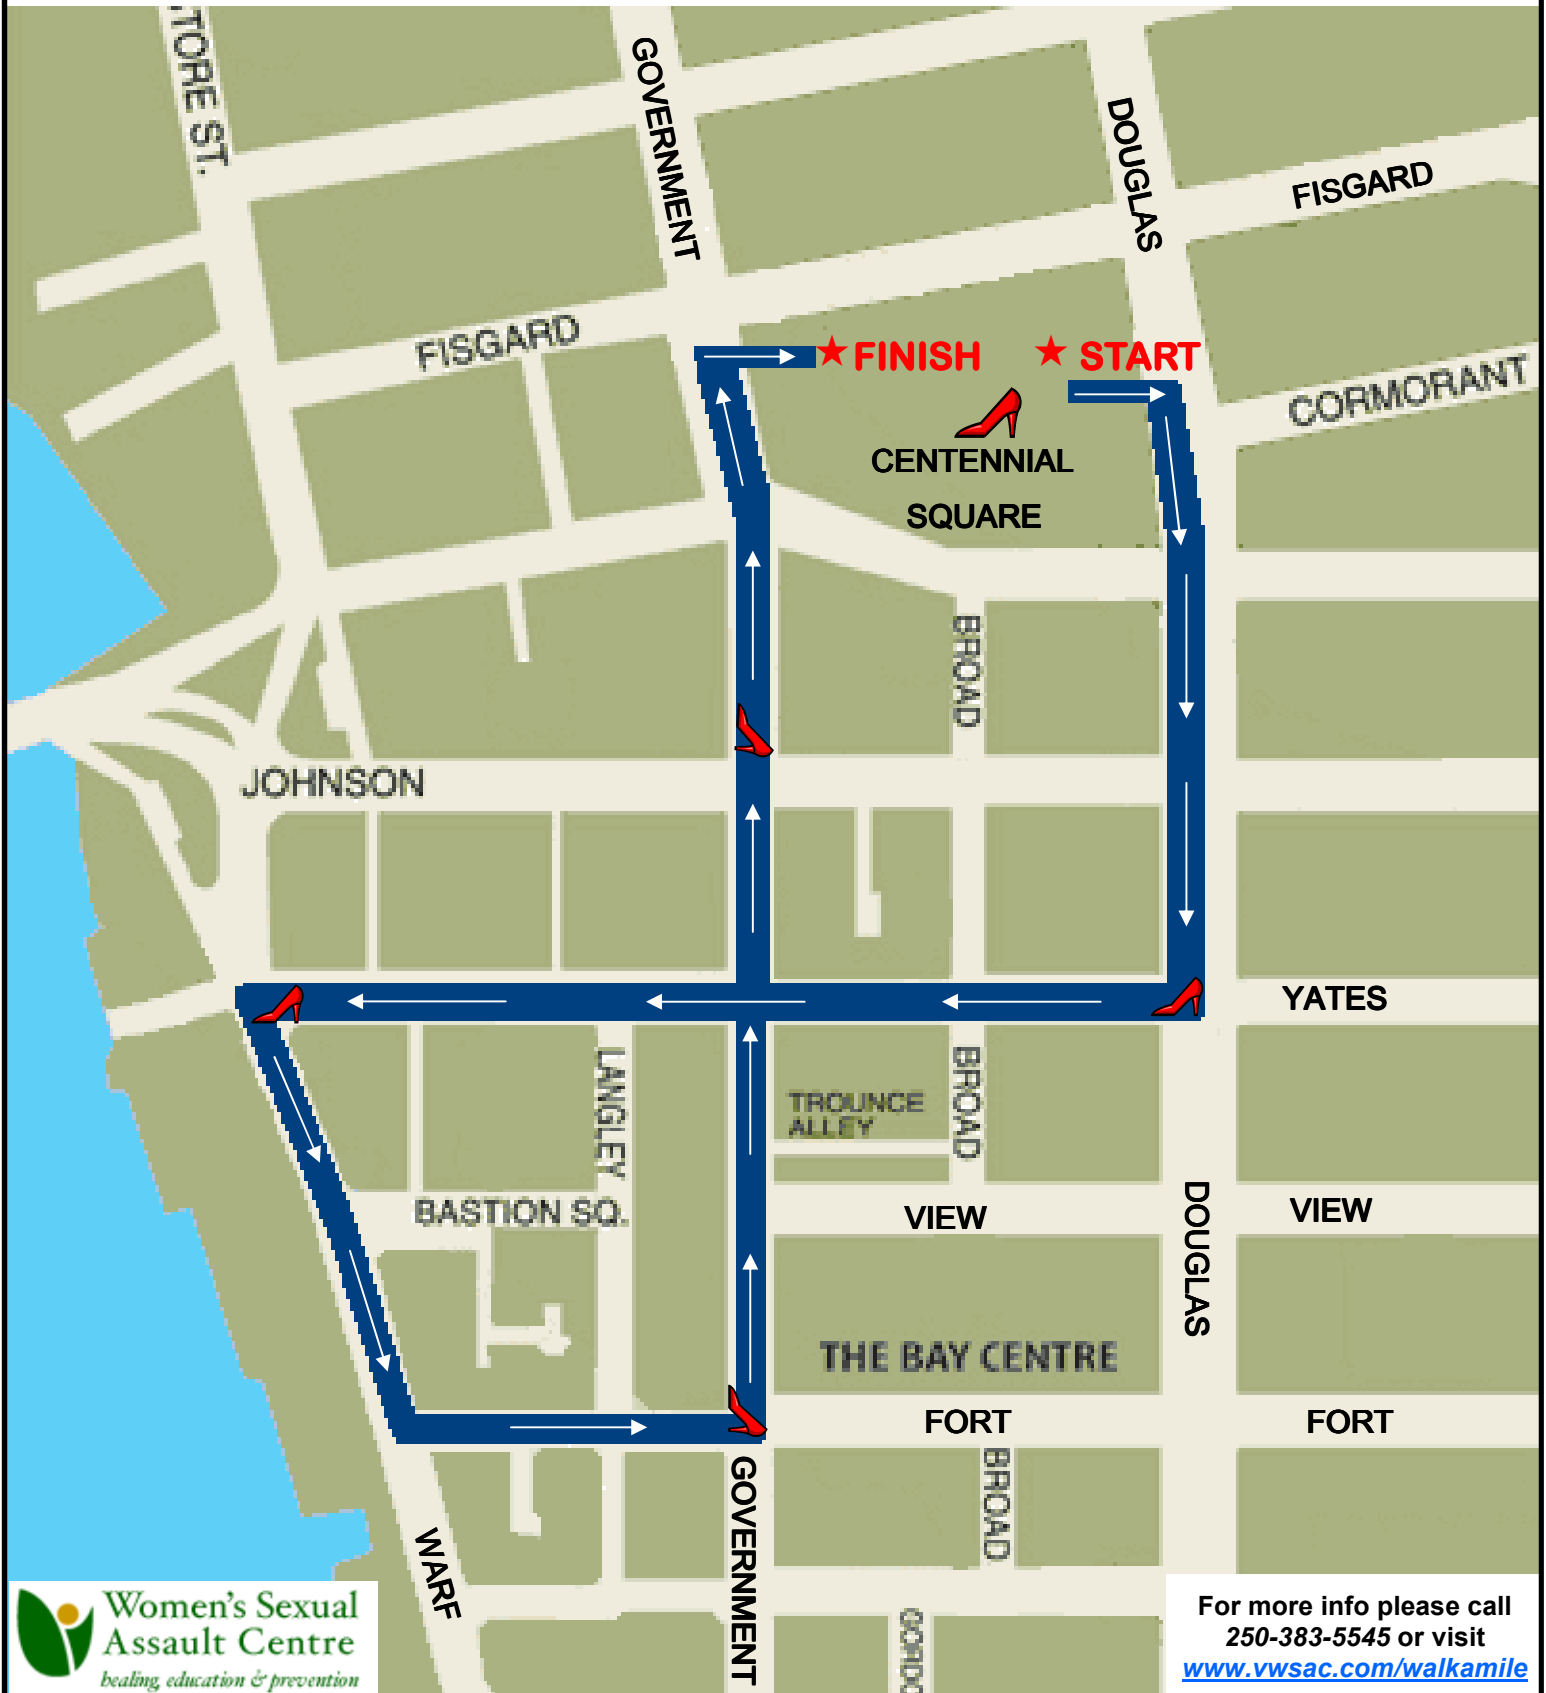 TORE ST.
GOVERNMENT
DOUGLAS
FISGARD
FISGARD
★ FINISH
★ START
CORMORANT
CENTENNIAL
SQUARE
BROAD
JOHNSON
YATES
LANGLEY
TROUNCE
ALLEY
BROAD
BASTION SQ.
VIEW
DOUGLAS
VIEW
THE BAY CENTRE
FORT
FORT
GOVERNMENT
BROAD
WARF
GORDO
Women's Sexual
Assault Centre
healing, education & prevention
For more info please call
250-383-5545 or visit
www.vwsac.com/walkamile